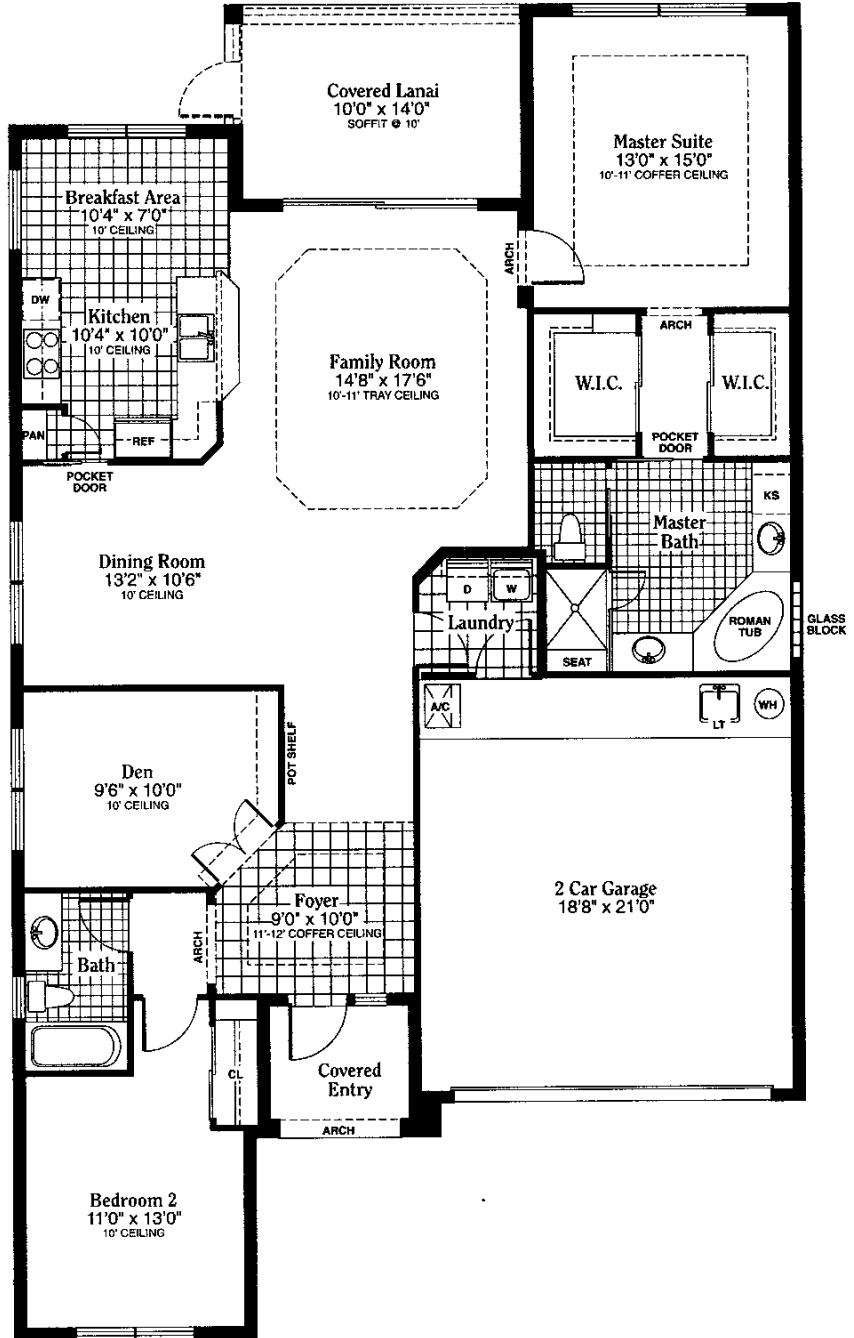 Covered Lanai
10'0" x 14'0"
SOFFIT @ 10'
Master Suite
13'0" x 15'0"
10'-11' COFFER CEILING
Breakfast Area
10'4" x 7'0"
10' CEILING
ARCH
DW
Kitchen
10'4" x 10'0"
10' CEILING
ARCH
Family Room
14'8" x 17'6"
10'-11' TRAY CEILING
W.I.C.
W.I.C.
PAN
REF
POCKET
DOOR
POCKET
DOOR
KS
Master
Bath
Dining Room
13'2" x 10'6"
10' CEILING
D
W
Laundry
ROMAN
TUB
GLASS
BLOCK
SEAT
A/C
LT
WH
POT SHELF
Den
9'6" x 10'0"
10' CEILING
2 Car Garage
18'8" x 21'0"
Foyer
9'0" x 10'0"
11'-12' COFFER CEILING
ARCH
Bath
CL
Covered
Entry
ARCH
Bedroom 2
11'0" x 13'0"
10' CEILING